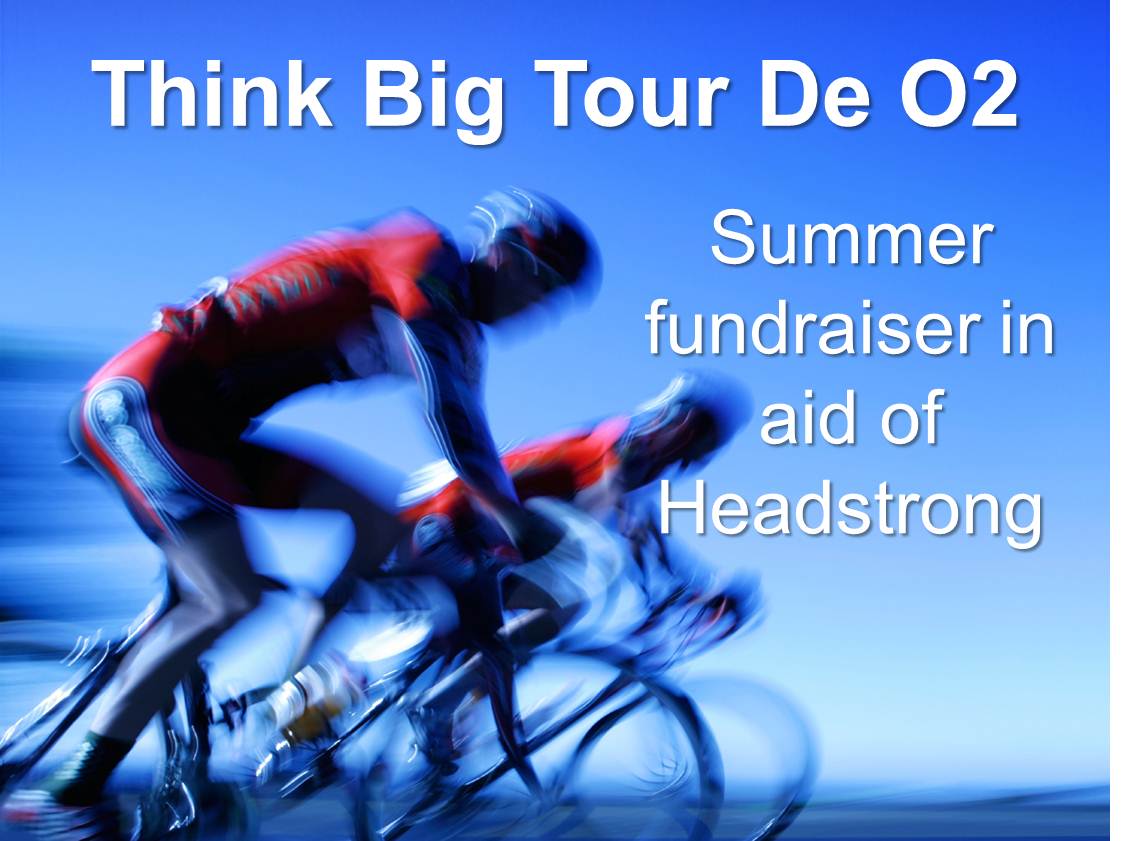 Think Big Tour De O2
Summer
fundraiser in
aid of
Headstrong